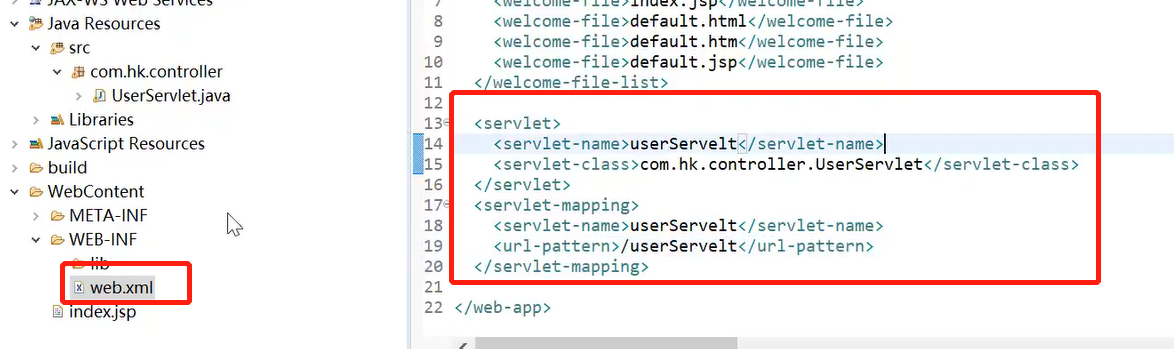 JAX-WS Web Services
Java Resources
src
com.hk.controller
UserServlet.java
Libraries
JavaScript Resources
build
WebContent
META-INF
WEB-INF
lib
web.xml
index.jsp
7 <welcome-file>index.jsp</welcome-file>
8 <welcome-file>default.html</welcome-file>
9 <welcome-file>default.htm</welcome-file>
10 <welcome-file>default.jsp</welcome-file>
11 </welcome-file-list>
12
13 <servlet>
14 <servlet-name>userServelt</servlet-name>
15 <servlet-class>com.hk.controller.UserServlet</servlet-class>
16 </servlet>
17 <servlet-mapping>
18 <servlet-name>userServelt</servlet-name>
19 <url-pattern>/userServelt</url-pattern>
20 </servlet-mapping>
21
22 </web-app>